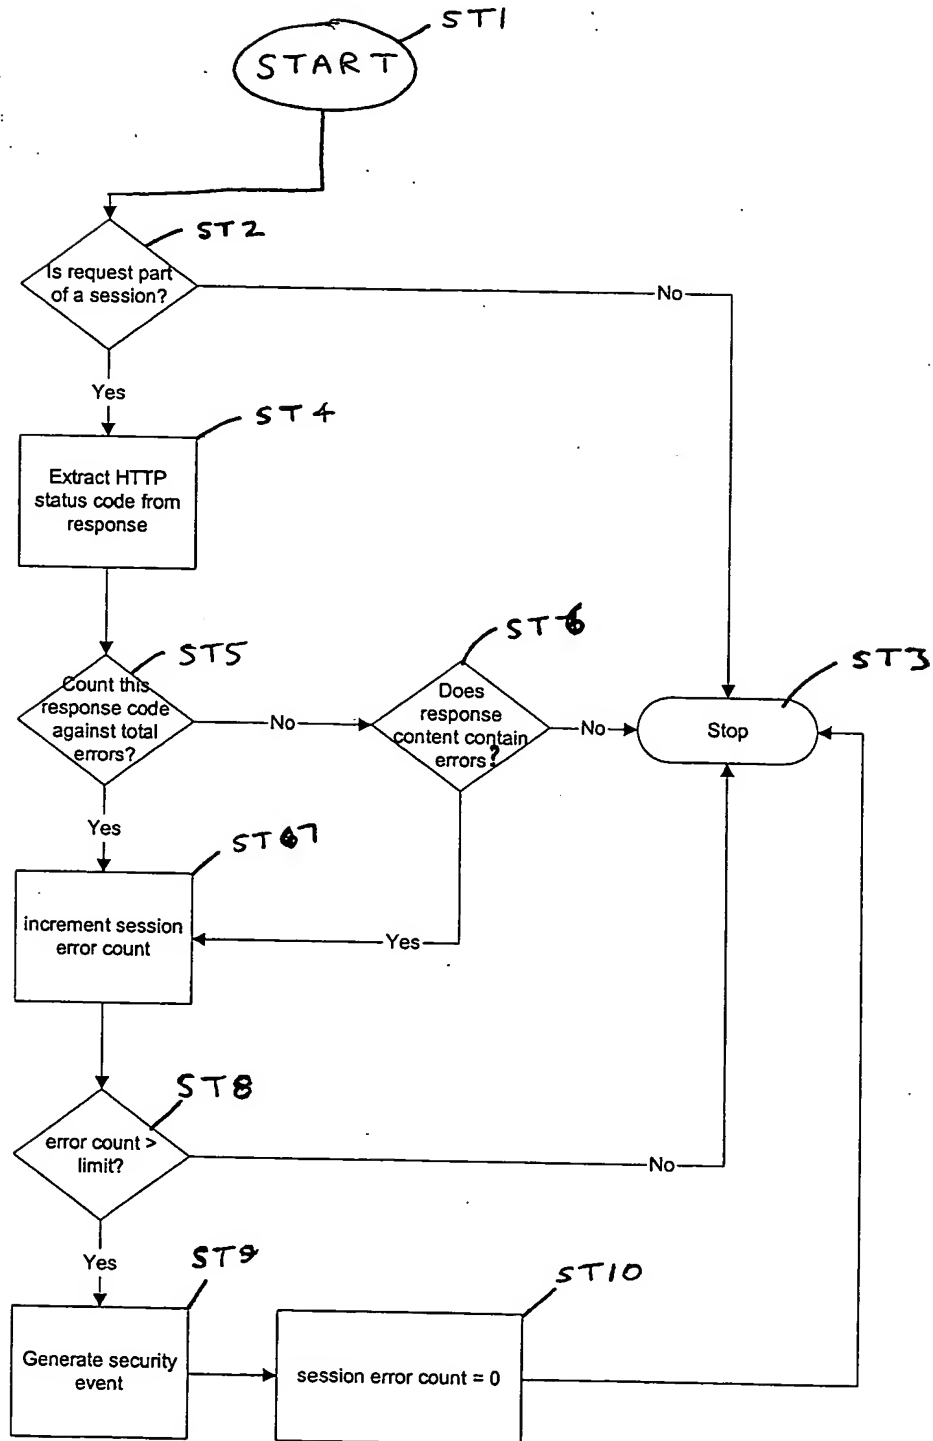 ST1
START
ST2
Is request part
of a session?
No
Yes
ST4
Extract HTTP
status code from
response
ST5
Count this
response code
against total
errors?
No
ST6
Does
response
content contain
errors?
No
ST3
Stop
Yes
ST7
increment session
error count
Yes
ST8
error count >
limit?
No
Yes
ST9
Generate security
event
ST10
session error count = 0